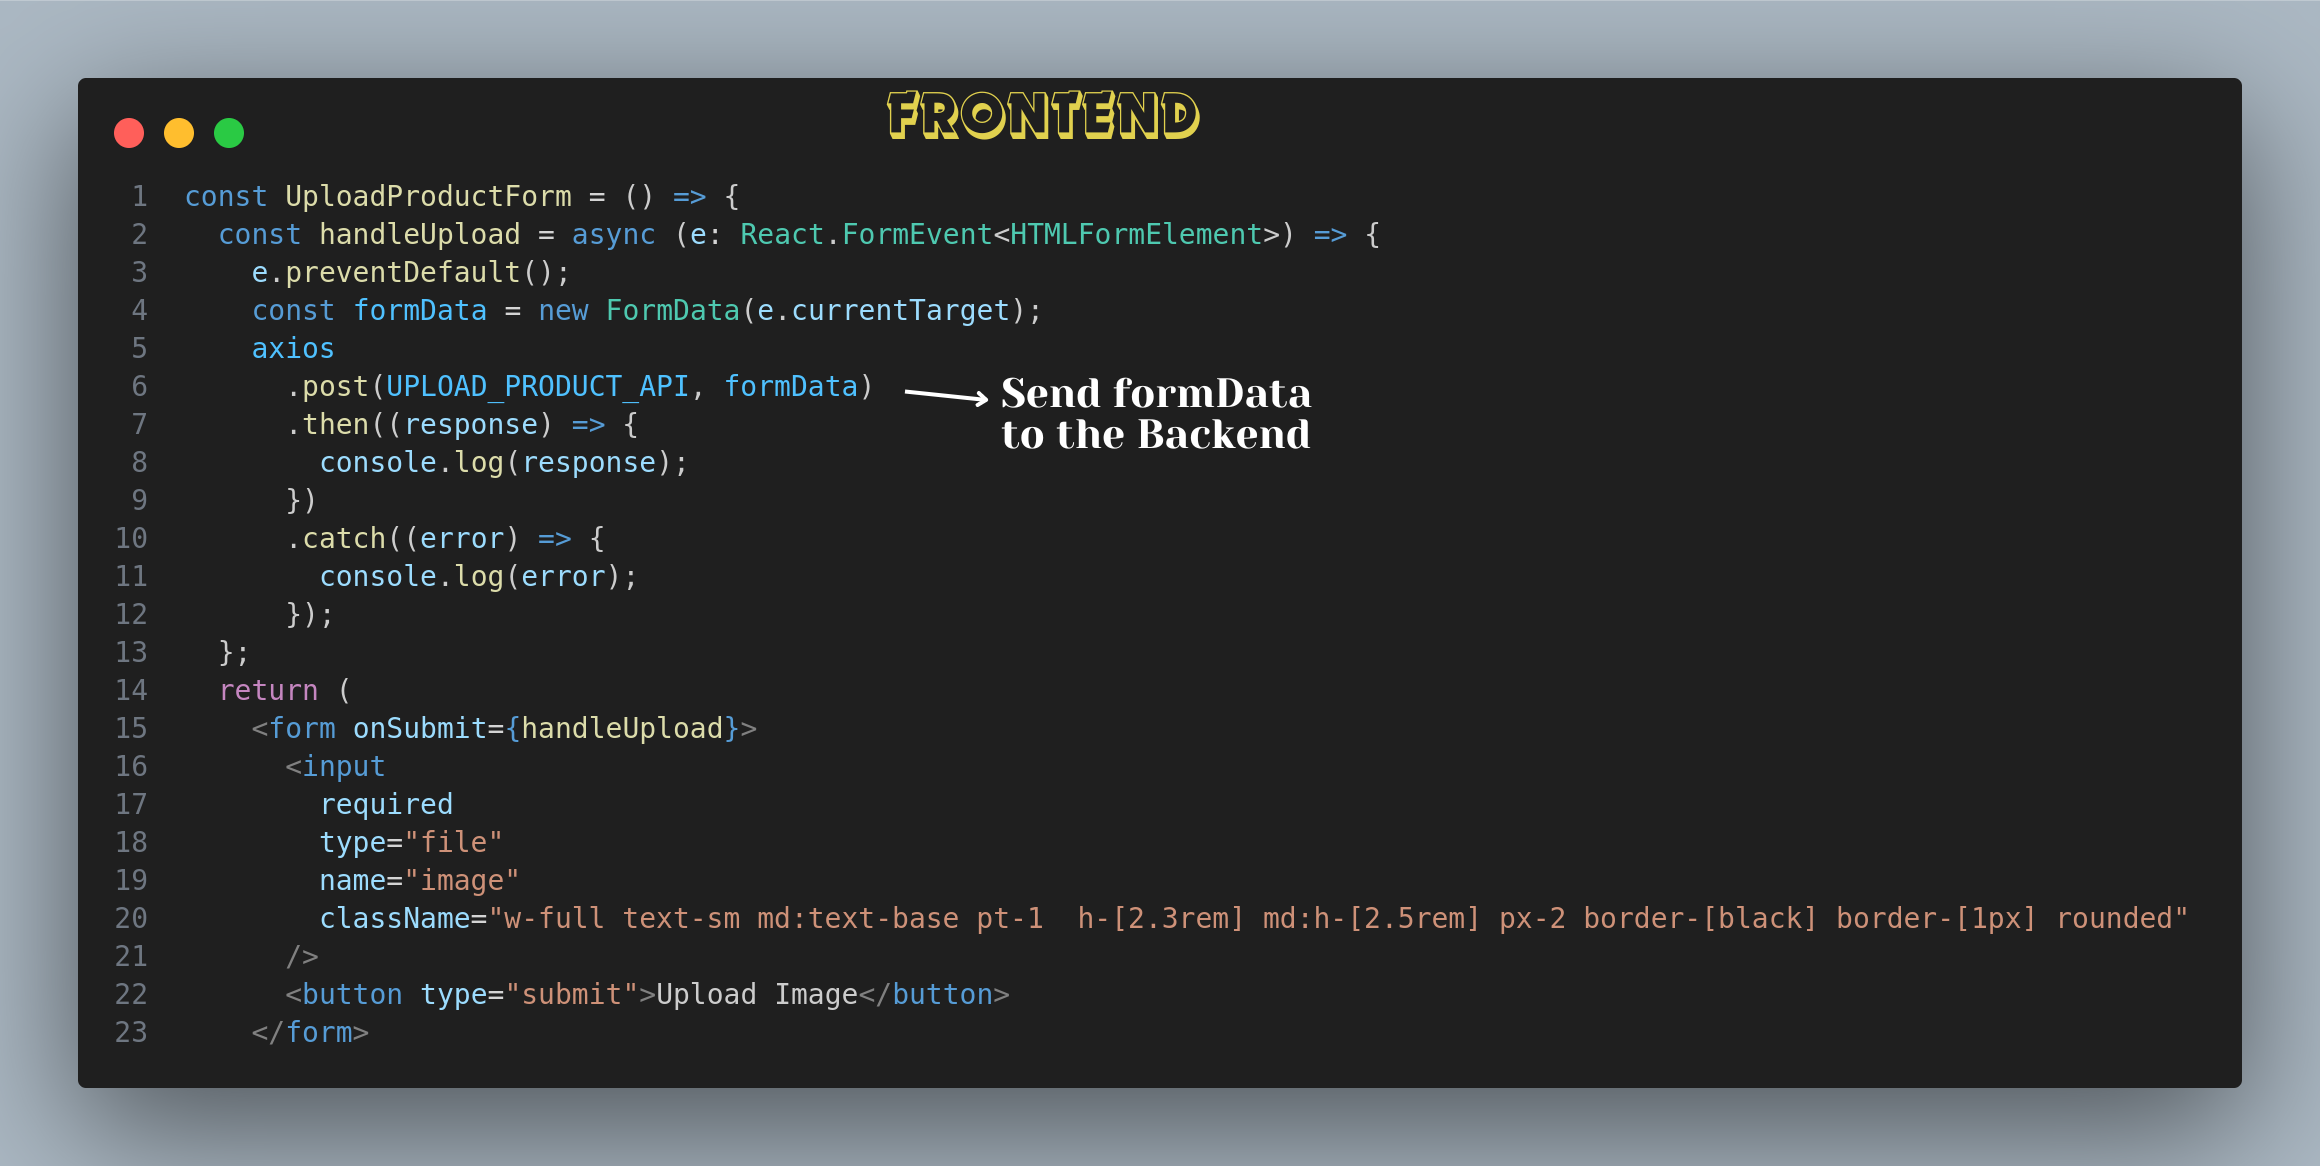 FRONTEND
1 const UploadProductForm = () => {
2   const handleUpload = async (e: React.FormEvent<HTMLFormElement>) => {
3     e.preventDefault();
4     const formData = new FormData(e.currentTarget);
5     axios
6       .post(UPLOAD_PRODUCT_API, formData)
Send formData
to the Backend
7       .then((response) => {
8         console.log(response);
9       })
10       .catch((error) => {
11         console.log(error);
12       });
13   };
14   return (
15     <form onSubmit={handleUpload}>
16       <input
17         required
18         type="file"
19         name="image"
20         className="w-full text-sm md:text-base pt-1  h-[2.3rem] md:h-[2.5rem] px-2 border-[black] border-[1px] rounded"
21       />
22       <button type="submit">Upload Image</button>
23     </form>